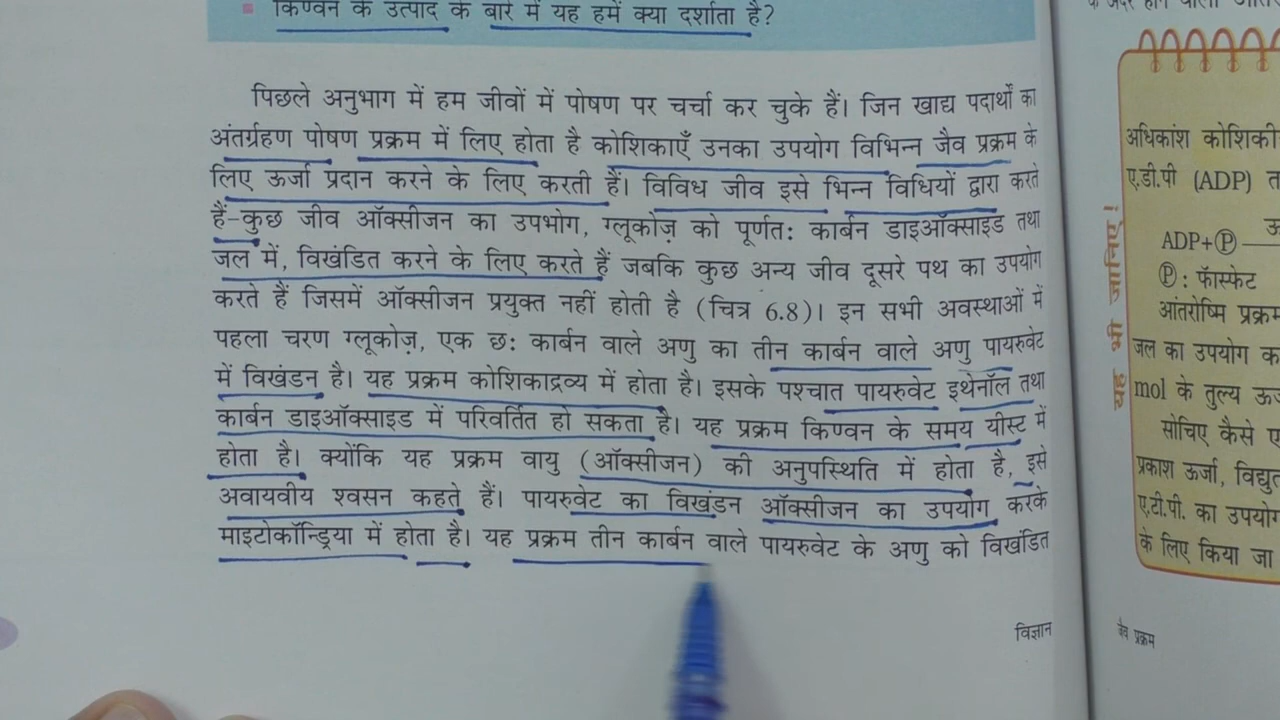 किण्वन के उत्पाद के बारे में यह हमें क्या दर्शाता है?
पिछले अनुभाग में हम जीवों में पोषण पर चर्चा कर चुके हैं। जिन खाद्य पदार्थों का
अंतर्ग्रहण पोषण प्रक्रम में लिए होता है कोशिकाएँ उनका उपयोग विभिन्न जैव प्रक्रम के
लिए ऊर्जा प्रदान करने के लिए करती हैं। विविध जीव इसे भिन्न विधियों द्वारा करते
हैं–कुछ जीव ऑक्सीजन का उपभोग, ग्लूकोज़ को पूर्णतः कार्बन डाइऑक्साइड तथा
जल में, विखंडित करने के लिए करते हैं जबकि कुछ अन्य जीव दूसरे पथ का उपयोग
करते हैं जिसमें ऑक्सीजन प्रयुक्त नहीं होती है (चित्र 6.8)। इन सभी अवस्थाओं में
पहला चरण ग्लूकोज़, एक छः कार्बन वाले अणु का तीन कार्बन वाले अणु पायरुवेट
में विखंडन है। यह प्रक्रम कोशिकाद्रव्य में होता है। इसके पश्चात पायरुवेट इथेनॉल तथा
कार्बन डाइऑक्साइड में परिवर्तित हो सकता है। यह प्रक्रम किण्वन के समय यीस्ट में
होता है। क्योंकि यह प्रक्रम वायु (ऑक्सीजन) की अनुपस्थिति में होता है, इसे
अवायवीय श्वसन कहते हैं। पायरुवेट का विखंडन ऑक्सीजन का उपयोग करके
माइटोकॉन्ड्रिया में होता है। यह प्रक्रम तीन कार्बन वाले पायरुवेट के अणु को विखंडित
विज्ञान
यह भी जानिए!
अधिकांश कोशिकी
ए.डी.पी (ADP)
ADP+Ⓟ
Ⓟ: फॉस्फेट
आंतरोष्मि प्रक्रम
जल का उपयोग
mol के तुल्य
सोचिए कैसे
प्रकाश ऊर्जा,
ए.टी.पी. का उपयोग
के लिए किया जा
जैव प्रक्रम